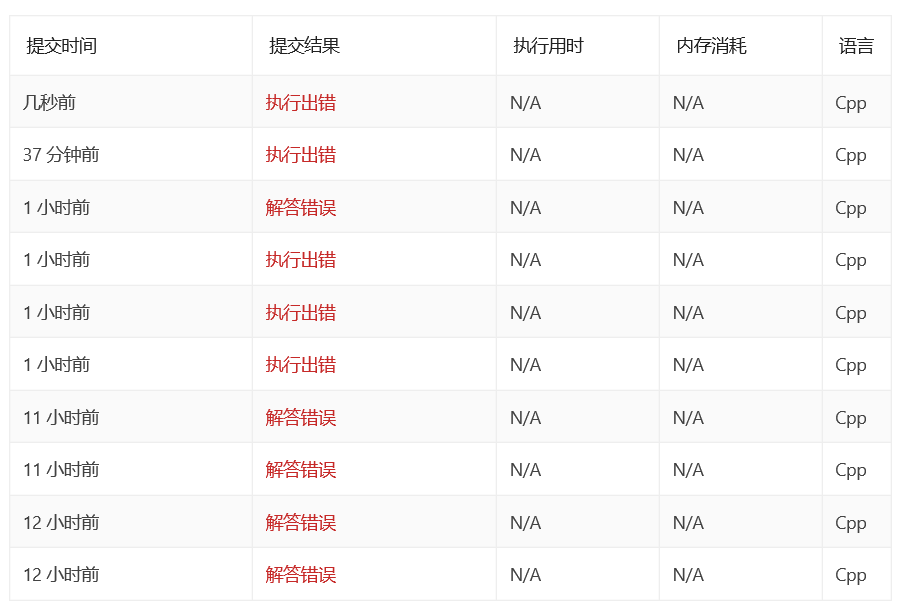 提交时间 提交结果 执行用时 内存消耗 语言
几秒前 执行出错 N/A N/A Cpp
37 分钟前 执行出错 N/A N/A Cpp
1 小时前 解答错误 N/A N/A Cpp
1 小时前 执行出错 N/A N/A Cpp
1 小时前 执行出错 N/A N/A Cpp
1 小时前 执行出错 N/A N/A Cpp
11 小时前 解答错误 N/A N/A Cpp
11 小时前 解答错误 N/A N/A Cpp
12 小时前 解答错误 N/A N/A Cpp
12 小时前 解答错误 N/A N/A Cpp